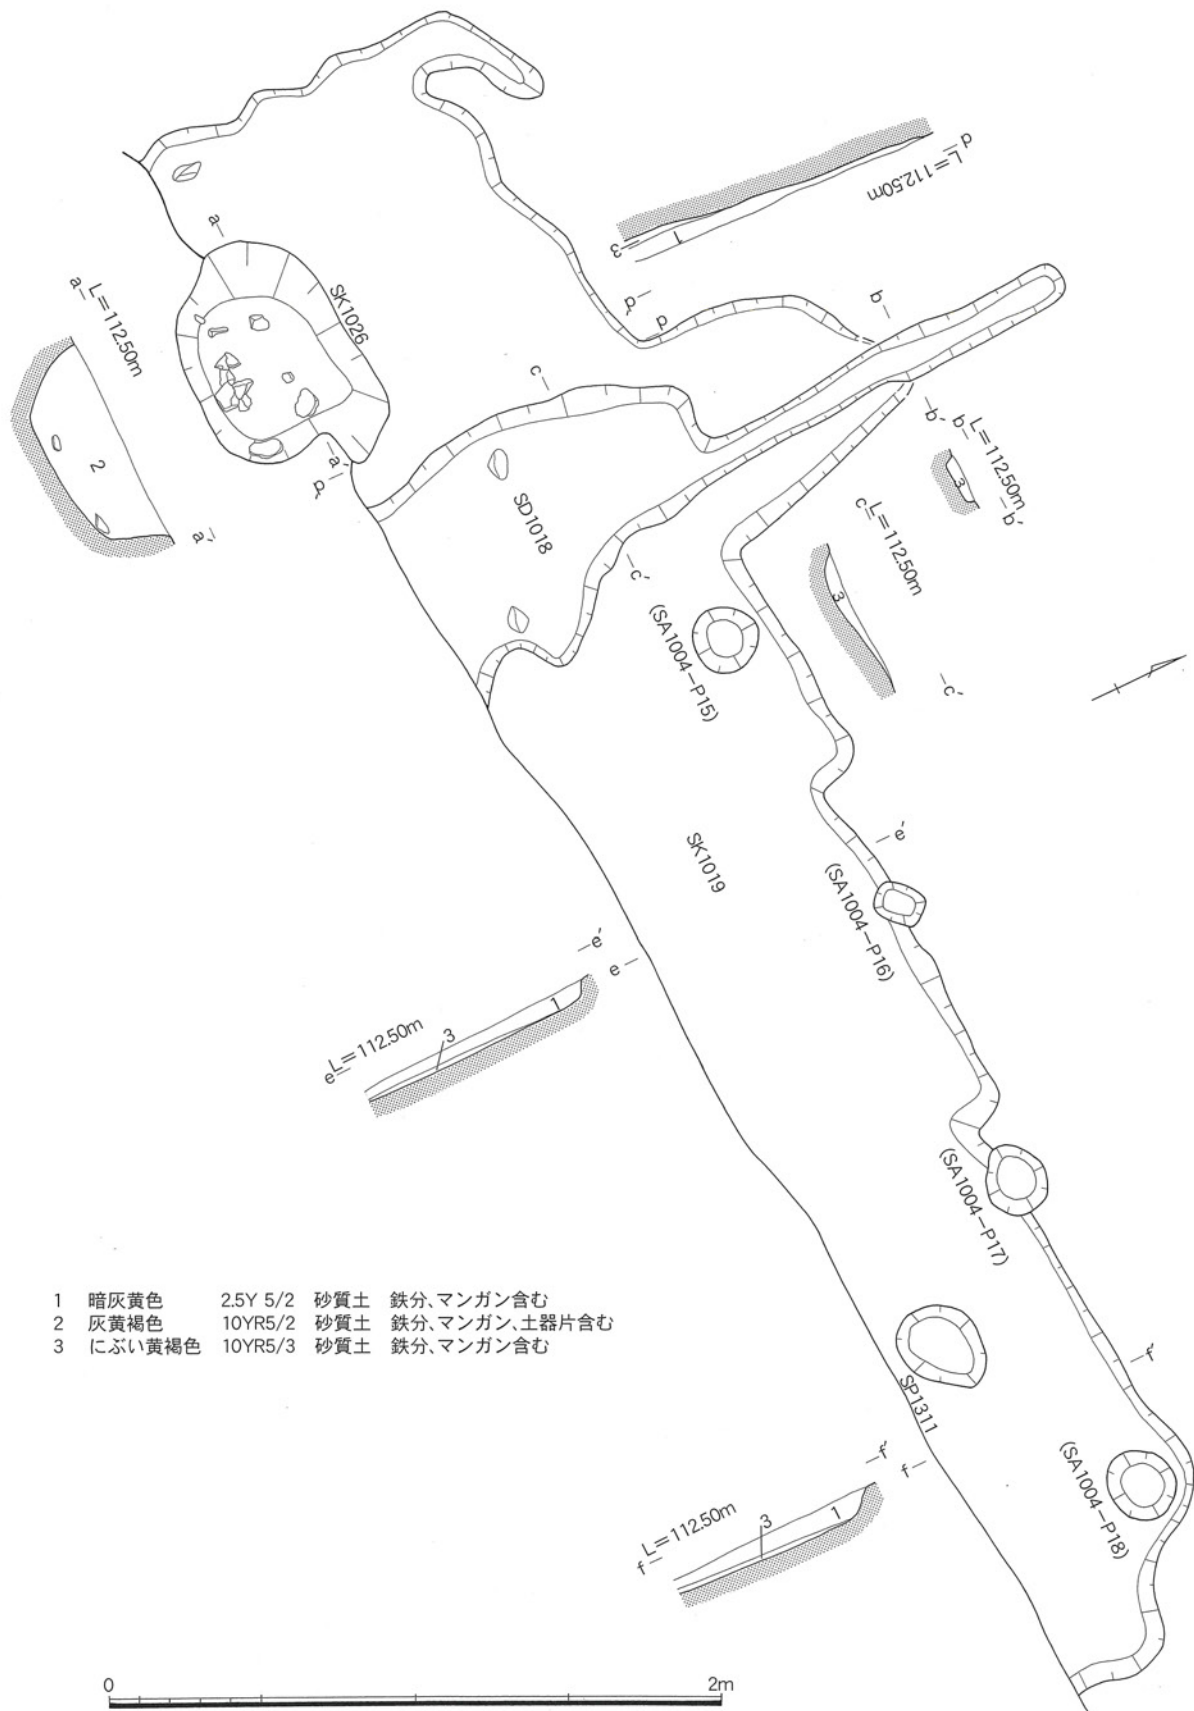 a
a
L=112.50m
2
a'
SK1026
a'
d'
d
L=112.50m
3
1
d'
d
b
b'
b
L=112.50m
3
b'
c
SD1018
c'
c
L=112.50m
3
c'
(SA1004－P15)
SK1019
e'
(SA1004－P16)
e'
e
L=112.50m
e
3
1
(SA1004－P17)
f'
SP1311
(SA1004－P18)
f'
f
L=112.50m
f
3
1
1 暗灰黄色 2.5Y 5/2 砂質土 鉄分､マンガン含む
2 灰黄褐色 10YR5/2 砂質土 鉄分､マンガン､土器片含む
3 にぶい黄褐色 10YR5/3 砂質土 鉄分､マンガン含む
0 2m